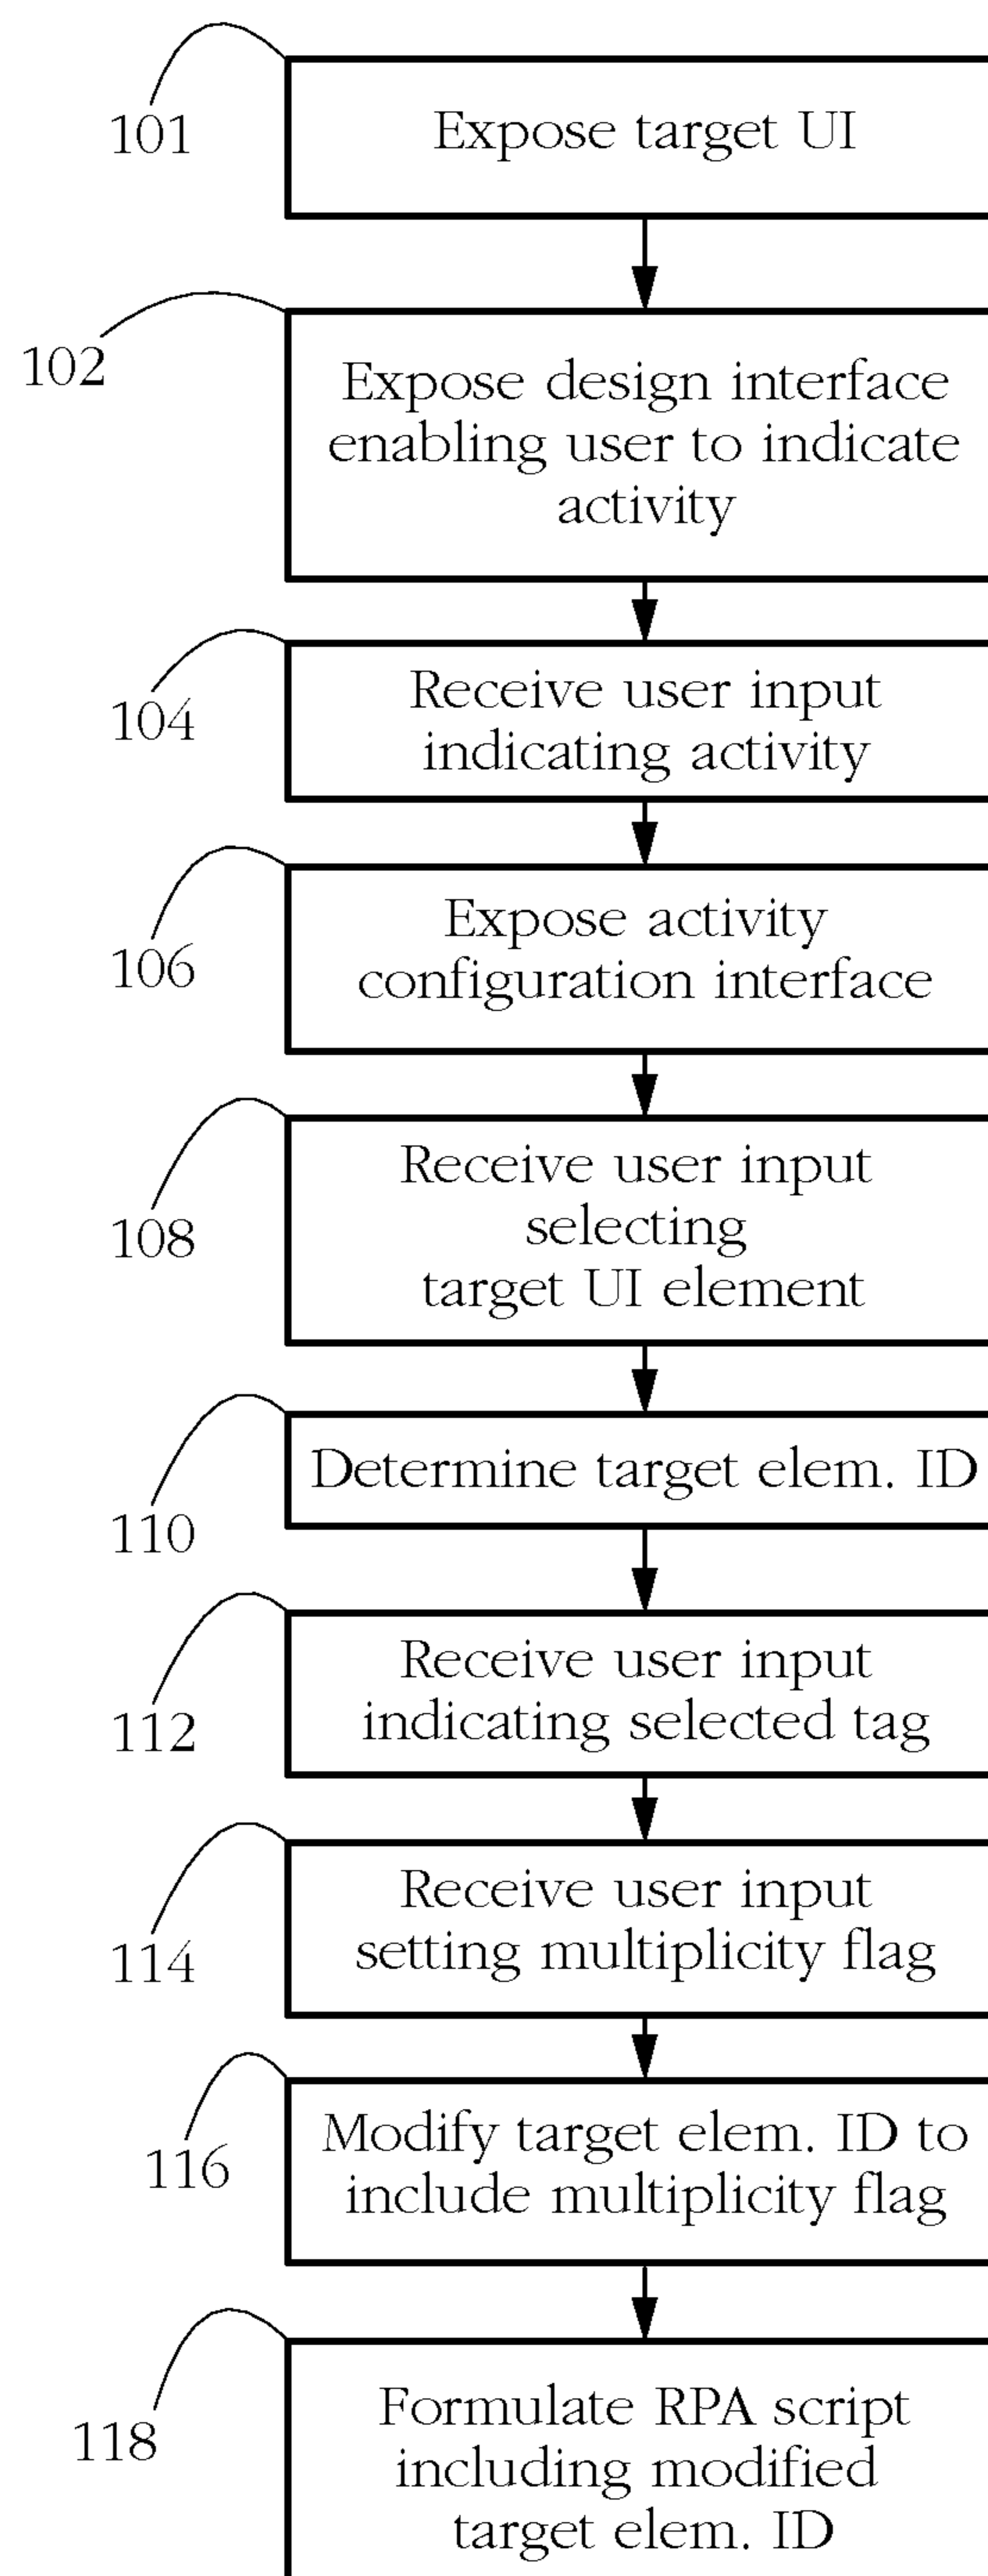 101
Expose target UI
102
Expose design interface
enabling user to indicate
activity
104
Receive user input
indicating activity
106
Expose activity
configuration interface
108
Receive user input
selecting
target UI element
110
Determine target elem. ID
112
Receive user input
indicating selected tag
114
Receive user input
setting multiplicity flag
116
Modify target elem. ID to
include multiplicity flag
118
Formulate RPA script
including modified
target elem. ID